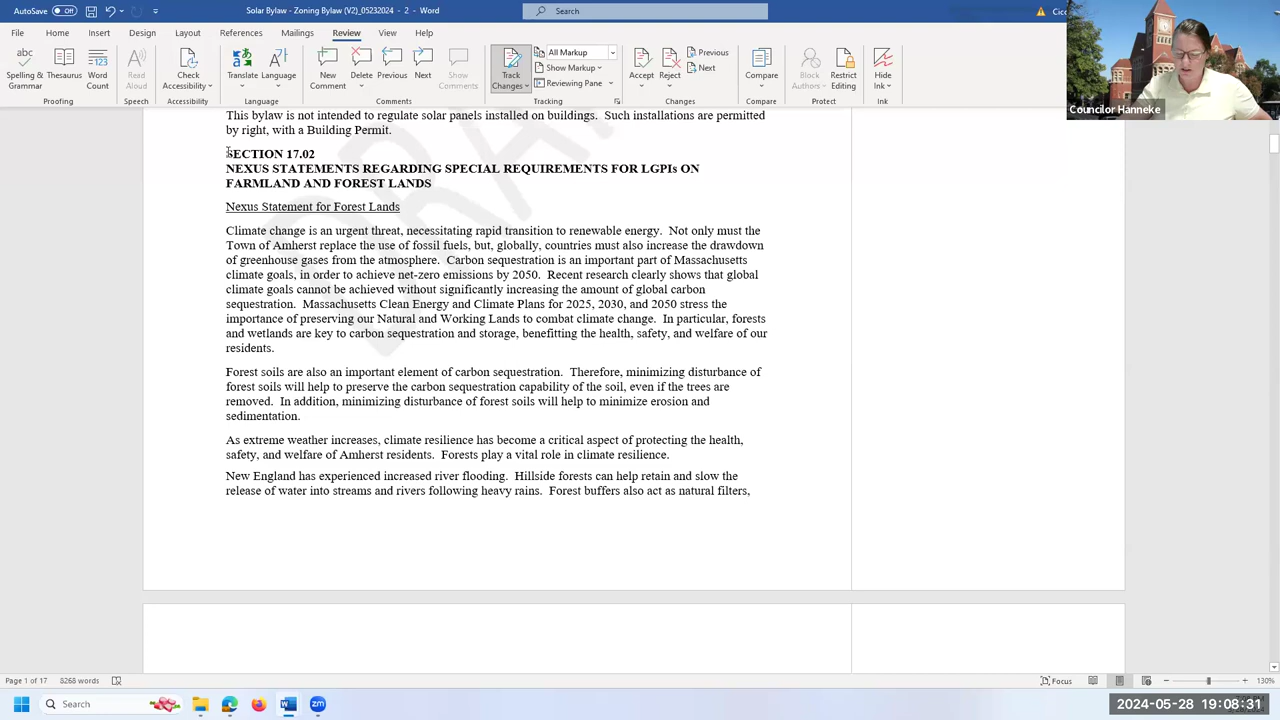 AutoSave Off Solar Bylaw - Zoning Bylaw (V2)_05232024 - 2 - Word Search
File Home Insert Design Layout References Mailings Review View Help
abc 123 All Markup Previous
Spelling & Grammar Thesaurus Word Count Read Aloud Check Accessibility Translate Language New Comment Delete Previous Next Show Comments Track Changes Show Markup Reviewing Pane Accept Reject Next Compare Block Authors Restrict Editing Hide Ink
Proofing Speech Accessibility Language Comments Tracking Changes Compare Protect Ink
Councilor Hanneke
This bylaw is not intended to regulate solar panels installed on buildings. Such installations are permitted
by right, with a Building Permit.
SECTION 17.02
NEXUS STATEMENTS REGARDING SPECIAL REQUIREMENTS FOR LGPIs ON
FARMLAND AND FOREST LANDS
Nexus Statement for Forest Lands
Climate change is an urgent threat, necessitating rapid transition to renewable energy. Not only must the
Town of Amherst replace the use of fossil fuels, but, globally, countries must also increase the drawdown
of greenhouse gases from the atmosphere. Carbon sequestration is an important part of Massachusetts
climate goals, in order to achieve net-zero emissions by 2050. Recent research clearly shows that global
climate goals cannot be achieved without significantly increasing the amount of global carbon
sequestration. Massachusetts Clean Energy and Climate Plans for 2025, 2030, and 2050 stress the
importance of preserving our Natural and Working Lands to combat climate change. In particular, forests
and wetlands are key to carbon sequestration and storage, benefitting the health, safety, and welfare of our
residents.
Forest soils are also an important element of carbon sequestration. Therefore, minimizing disturbance of
forest soils will help to preserve the carbon sequestration capability of the soil, even if the trees are
removed. In addition, minimizing disturbance of forest soils will help to minimize erosion and
sedimentation.
As extreme weather increases, climate resilience has become a critical aspect of protecting the health,
safety, and welfare of Amherst residents. Forests play a vital role in climate resilience.
New England has experienced increased river flooding. Hillside forests can help retain and slow the
release of water into streams and rivers following heavy rains. Forest buffers also act as natural filters,
Page 1 of 17 8268 words Focus 130%
Search 2024-05-28 19:08:31